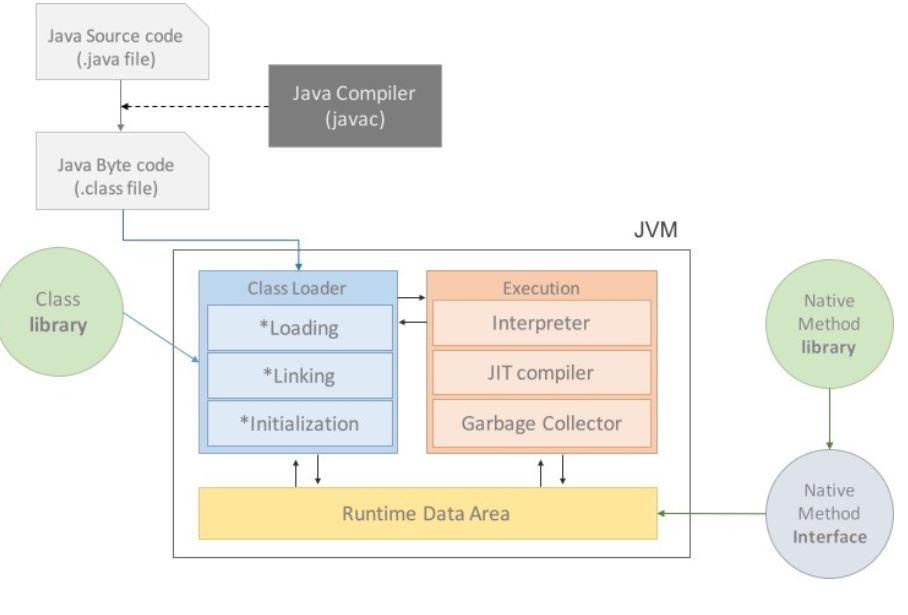 Java Source code
(.java file)
Java Compiler
(javac)
Java Byte code
(.class file)
JVM
Class
library
Class Loader
*Loading
*Linking
*Initialization
Execution
Interpreter
JIT compiler
Garbage Collector
Runtime Data Area
Native
Method
library
Native
Method
Interface